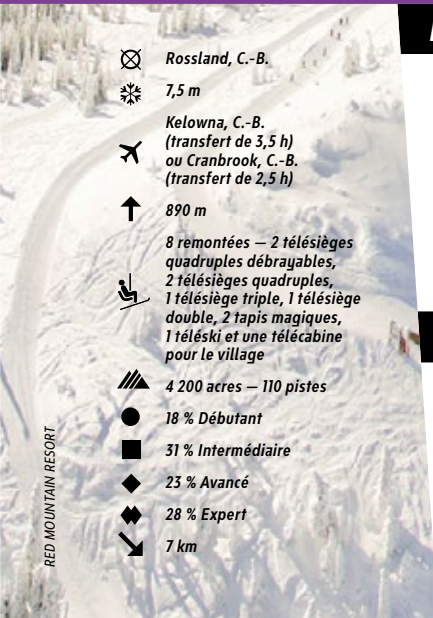 Rossland, C.-B.
7,5 m
Kelowna, C.-B.
(transfert de 3,5 h)
ou Cranbrook, C.-B.
(transfert de 2,5 h)
890 m
8 remontées — 2 télésièges
quadruples débrayables,
2 télésièges quadruples,
1 télésiège triple, 1 télésiège
double, 2 tapis magiques,
1 téléski et une télécabine
pour le village
4 200 acres — 110 pistes
18 % Débutant
31 % Intermédiaire
23 % Avancé
28 % Expert
7 km
RED MOUNTAIN RESORT